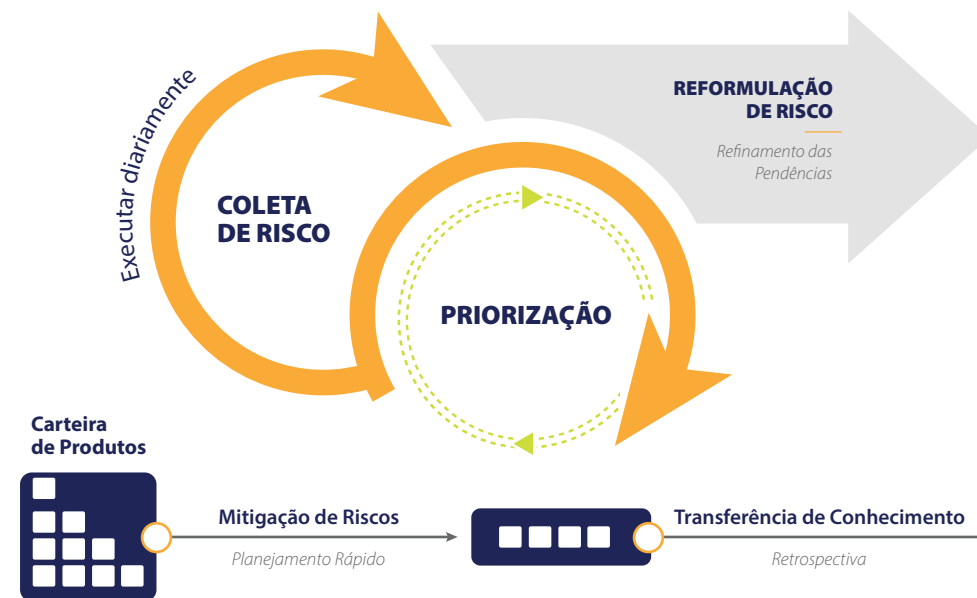 Executar diariamente
COLETA
DE RISCO
REFORMULAÇÃO
DE RISCO
Refinamento das
Pendências
PRIORIZAÇÃO
Carteira
de Produtos
Mitigação de Riscos
Planejamento Rápido
Transferência de Conhecimento
Retrospectiva